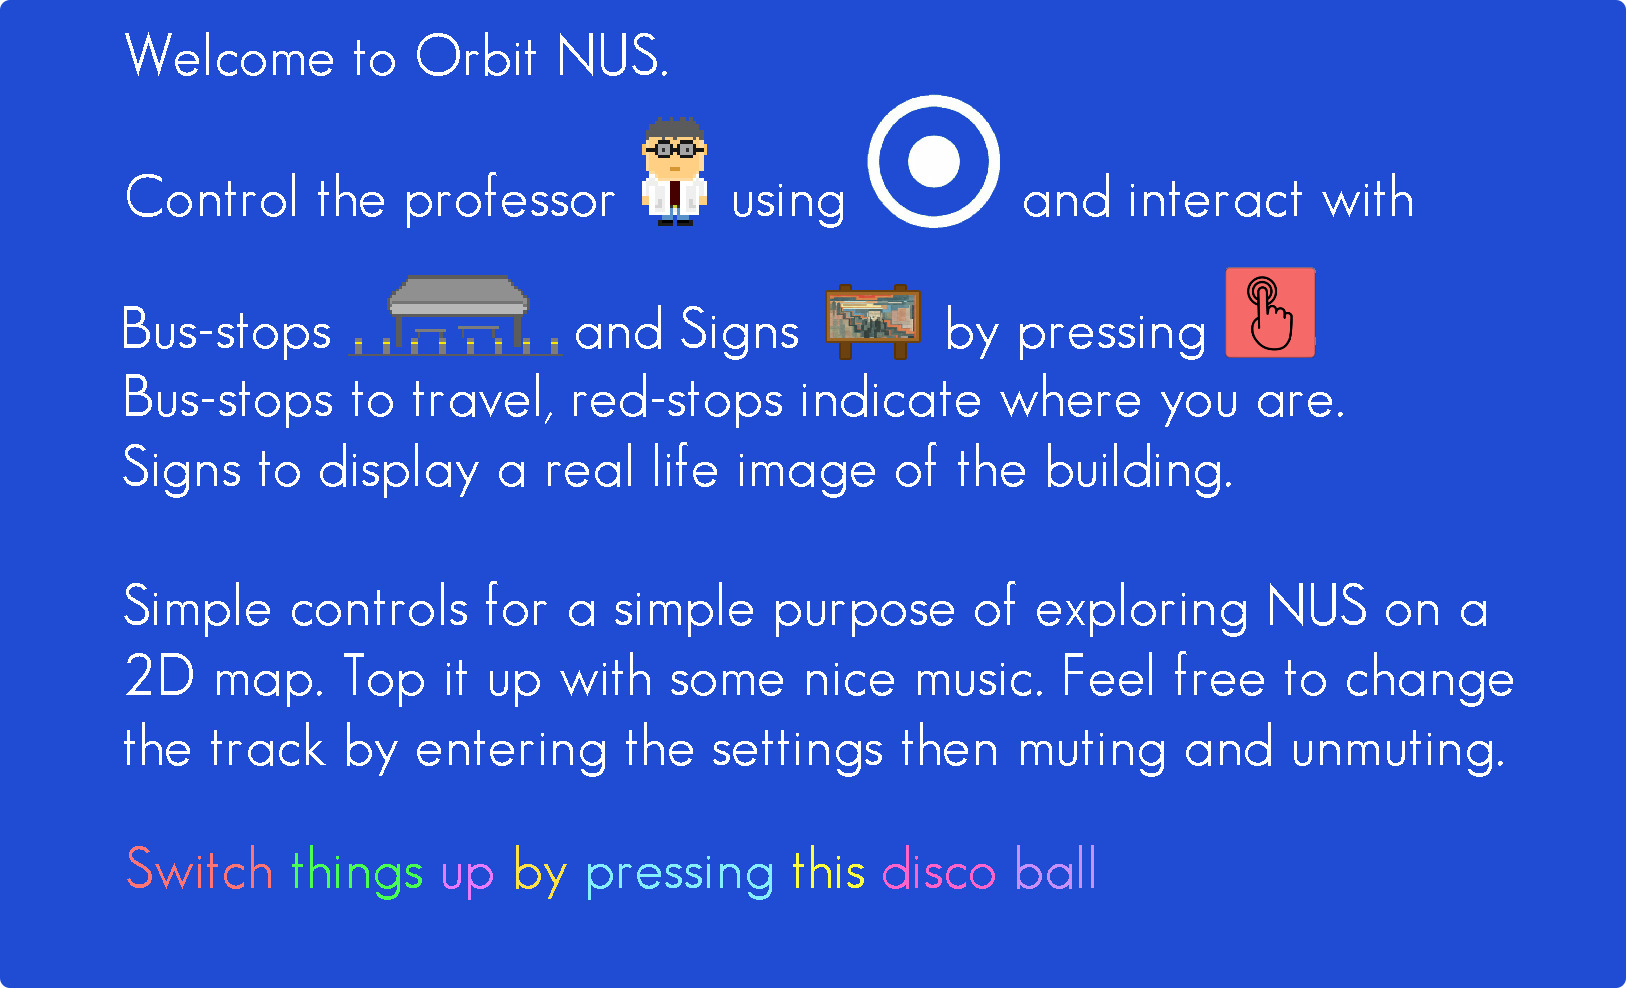 Welcome to Orbit NUS.
Control the professor using and interact with
Bus-stops and Signs by pressing
Bus-stops to travel, red-stops indicate where you are.
Signs to display a real life image of the building.
Simple controls for a simple purpose of exploring NUS on a
2D map. Top it up with some nice music. Feel free to change
the track by entering the settings then muting and unmuting.
Switch things up by pressing this disco ball